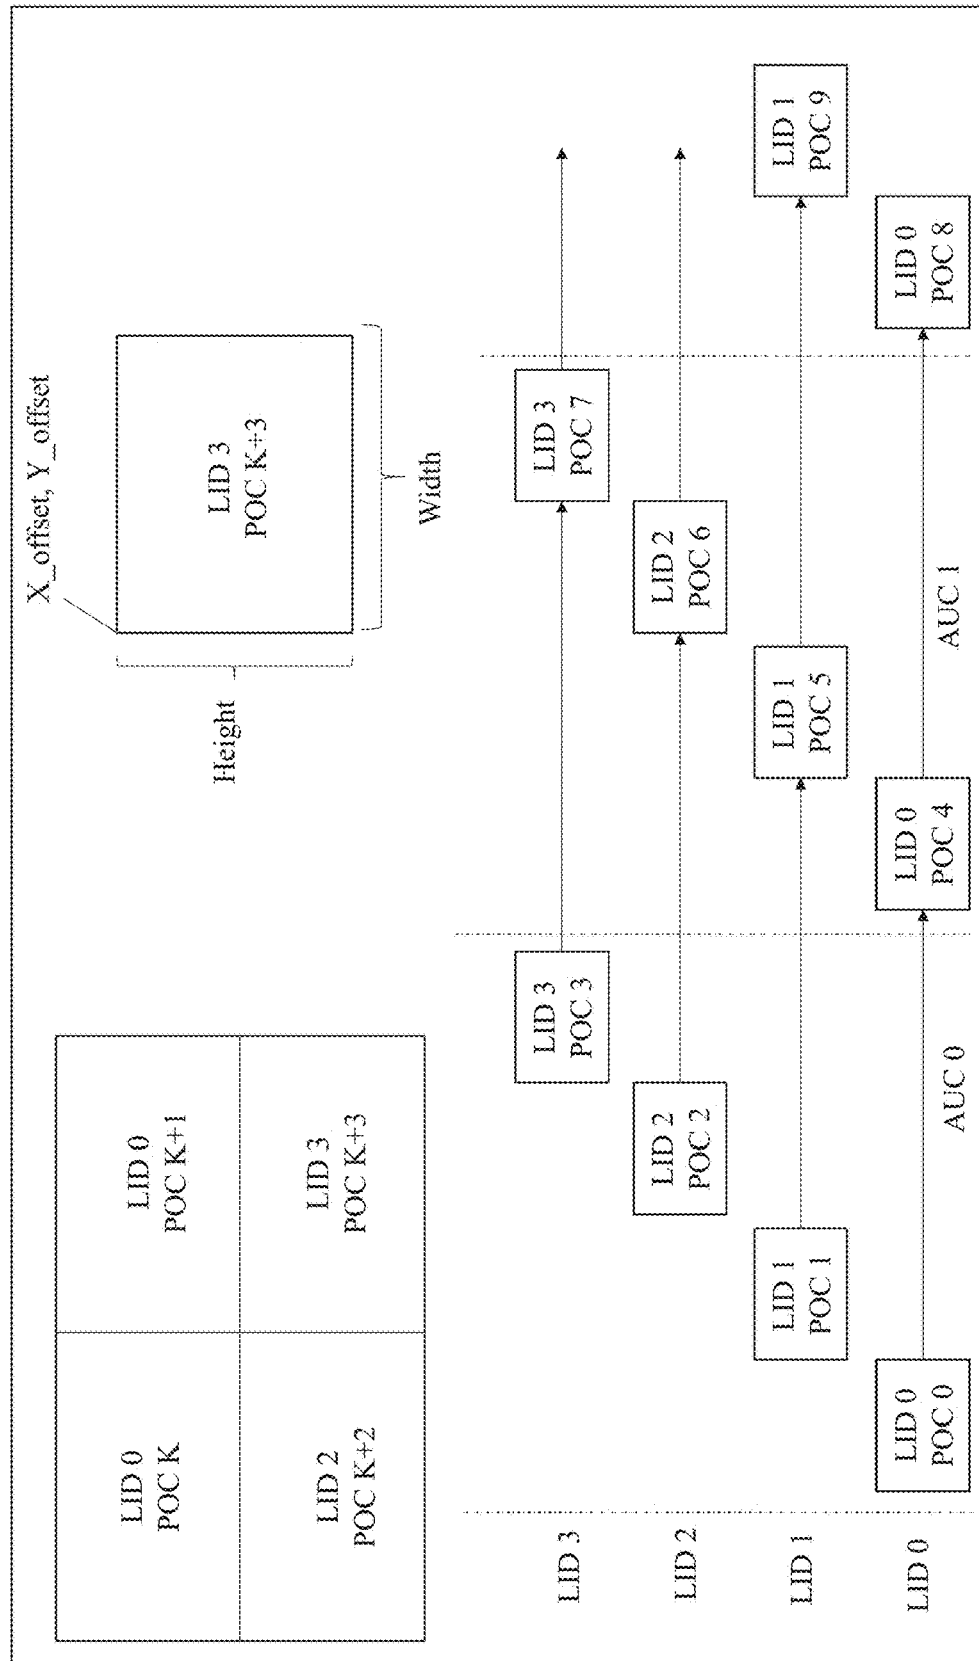 LID 0
POC K
LID 0
POC K+1
LID 2
POC K+2
LID 3
POC K+3
X_offset, Y_offset
Height
LID 3
POC K+3
Width
LID 3
LID 3
POC 3
LID 3
POC 7
LID 2
LID 2
POC 2
LID 2
POC 6
LID 1
LID 1
POC 1
LID 1
POC 5
LID 1
POC 9
LID 0
LID 0
POC 0
LID 0
POC 4
LID 0
POC 8
AUC 0
AUC 1